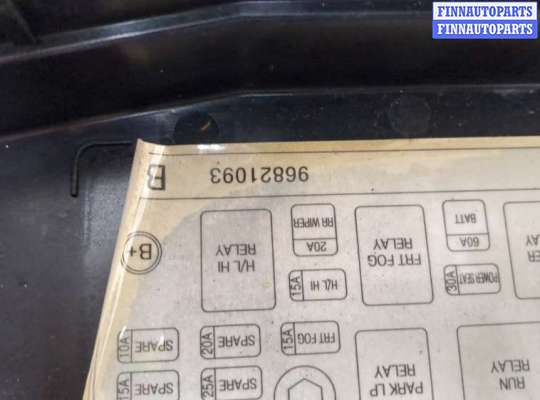 FINNAUTOPARTS
FINNAUTOPARTS
B 96821093
B+
H/L HI
RELAY
RR WIPER
20A
H/L HI
15A
FRT FOG
RELAY
BATT
60A
POWER SEAT
30A
RELAY
SPARE
10A
SPARE
20A
FRT FOG
15A
SPARE
15A
SPARE
25A
PARK LP
RELAY
RUN
RELAY